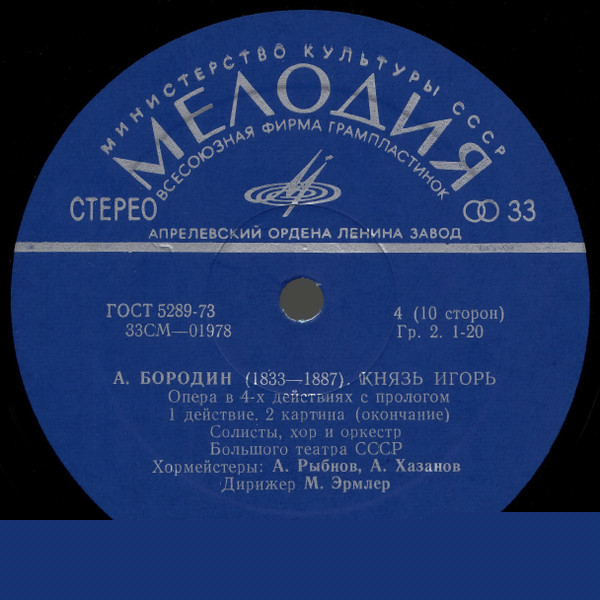 МИНИСТЕРСТВО КУЛЬТУРЫ СССР
МЕЛОДИЯ
ВСЕСОЮЗНАЯ ФИРМА ГРАМПЛАСТИНОК
СТЕРЕО
33
АПРЕЛЕВСКИЙ ОРДЕНА ЛЕНИНА ЗАВОД
ГОСТ 5289-73
33СМ—01978
4 (10 сторон)
Гр. 2. 1-20
А. БОРОДИН (1833—1887). КНЯЗЬ ИГОРЬ
Опера в 4-х действиях с прологом
1 действие. 2 картина (окончание)
Солисты, хор и оркестр
Большого театра СССР
Хормейстеры: А. Рыбнов, А. Хазанов
Дирижер М. Эрмлер